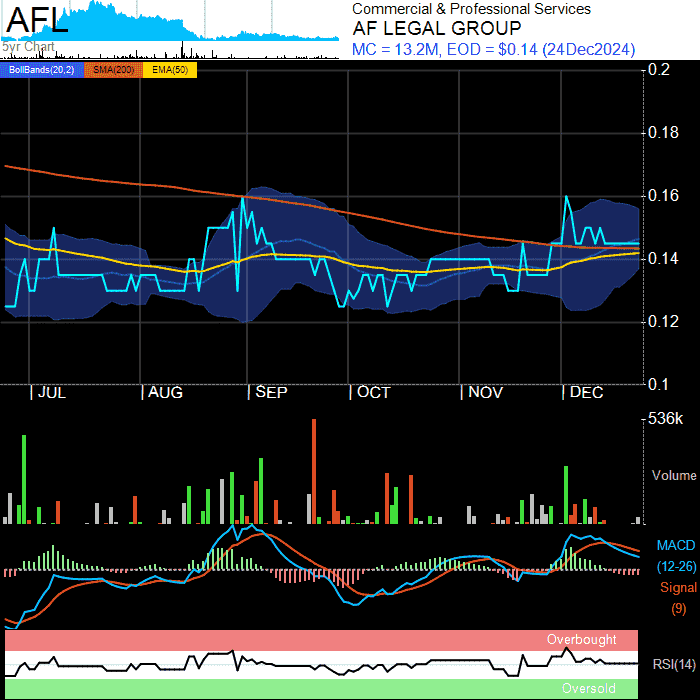 AFL
5yr Chart
Commercial & Professional Services
AF LEGAL GROUP
MC = 13.2M, EOD = $0.14 (24Dec2024)
BollBands(20,2) SMA(200) EMA(50)
0.2
0.18
0.16
0.14
0.12
0.1
JUL AUG SEP OCT NOV DEC
536k
Volume
MACD
(12-26)
Signal
(9)
Overbought
RSI(14)
Oversold